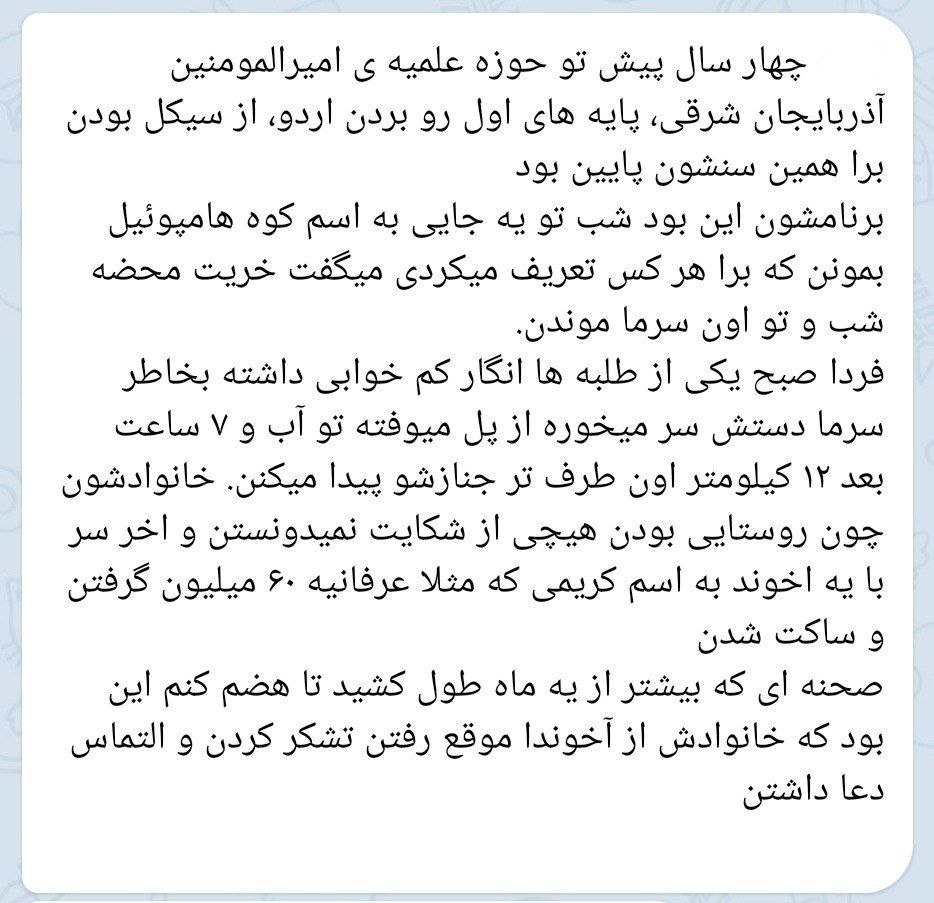 چهار سال پیش تو حوزه علمیه ی امیرالمومنین
آذربایجان شرقی، پایه های اول رو بردن اردو، از سیکل بودن
برا همین سنشون پایین بود
برنامشون این بود شب تو یه جایی به اسم کوه هامپوئیل
بمونن که برا هر کس تعریف میکردی میگفت خریت محضه
شب و تو اون سرما موندن.
فردا صبح یکی از طلبه ها انگار کم خوابی داشته بخاطر
سرما دستش سر میخوره از پل میوفته تو آب و ۷ ساعت
بعد ۱۲ کیلومتر اون طرف تر جنازشو پیدا میکنن. خانوادشون
چون روستایی بودن هیچی از شکایت نمیدونستن و اخر سر
با یه اخوند به اسم کریمی که مثلا عرفانیه ۶۰ میلیون گرفتن
و ساکت شدن
صحنه ای که بیشتر از یه ماه طول کشید تا هضم کنم این
بود که خانوادش از آخوندا موقع رفتن تشکر کردن و التماس
دعا داشتن